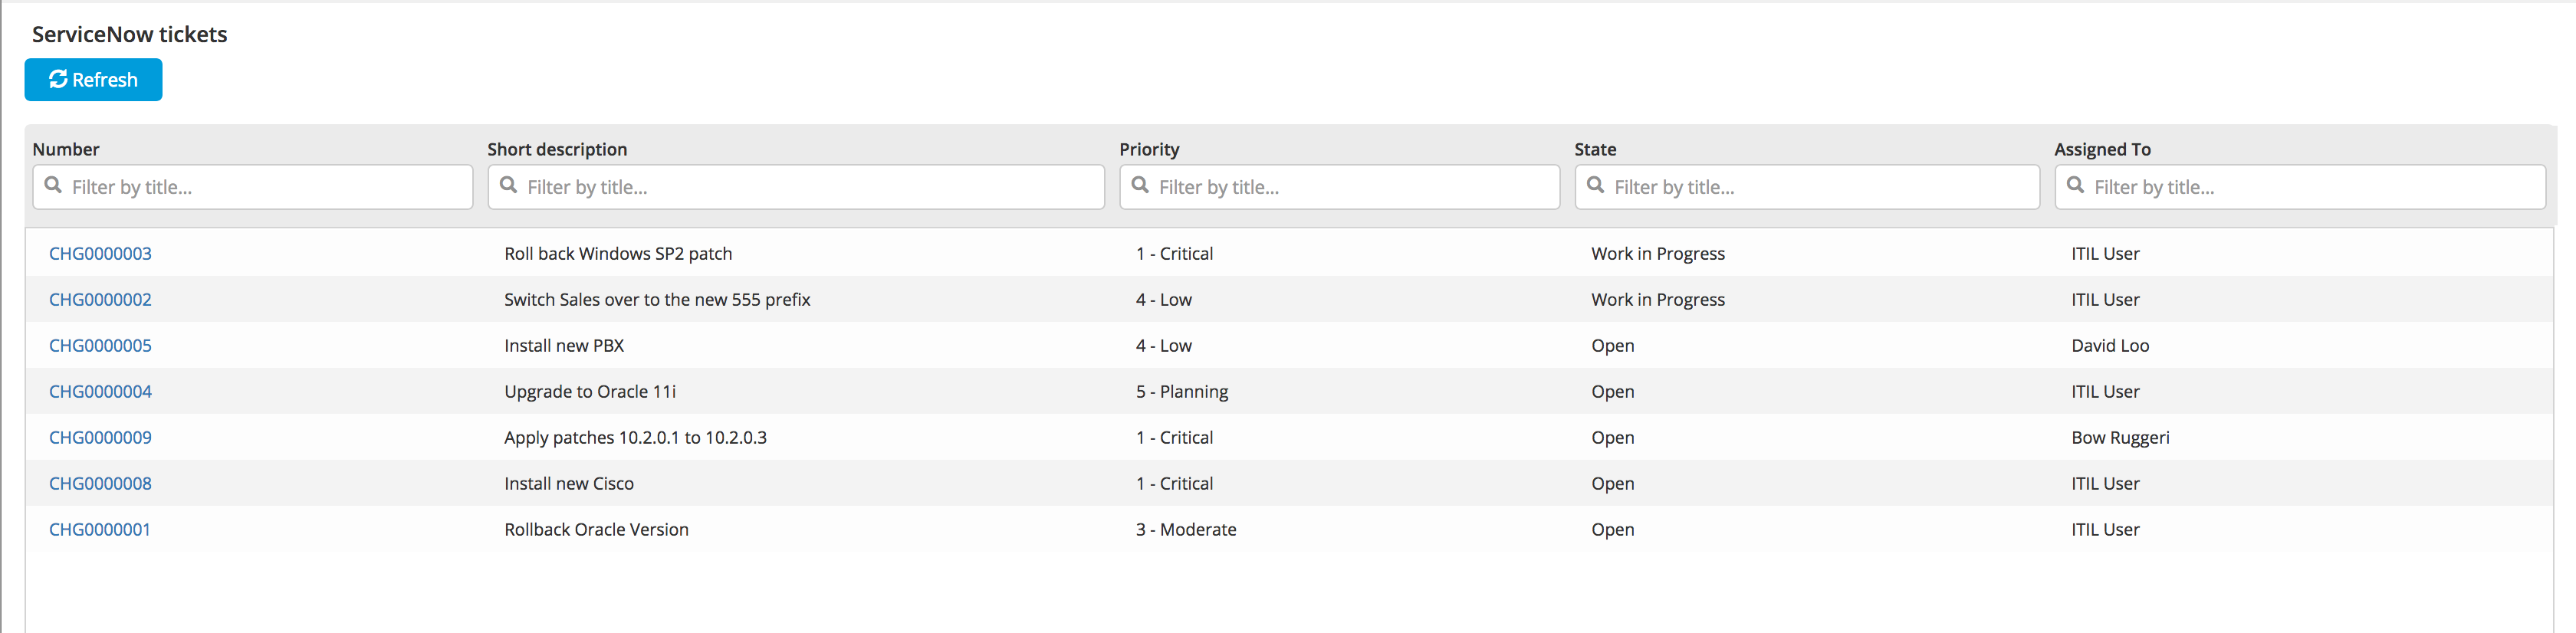 ServiceNow tickets
Refresh
Number Short description Priority State Assigned To
Filter by title... Filter by title... Filter by title... Filter by title... Filter by title...
CHG0000003 Roll back Windows SP2 patch 1 - Critical Work in Progress ITIL User
CHG0000002 Switch Sales over to the new 555 prefix 4 - Low Work in Progress ITIL User
CHG0000005 Install new PBX 4 - Low Open David Loo
CHG0000004 Upgrade to Oracle 11i 5 - Planning Open ITIL User
CHG0000009 Apply patches 10.2.0.1 to 10.2.0.3 1 - Critical Open Bow Ruggeri
CHG0000008 Install new Cisco 1 - Critical Open ITIL User
CHG0000001 Rollback Oracle Version 3 - Moderate Open ITIL User